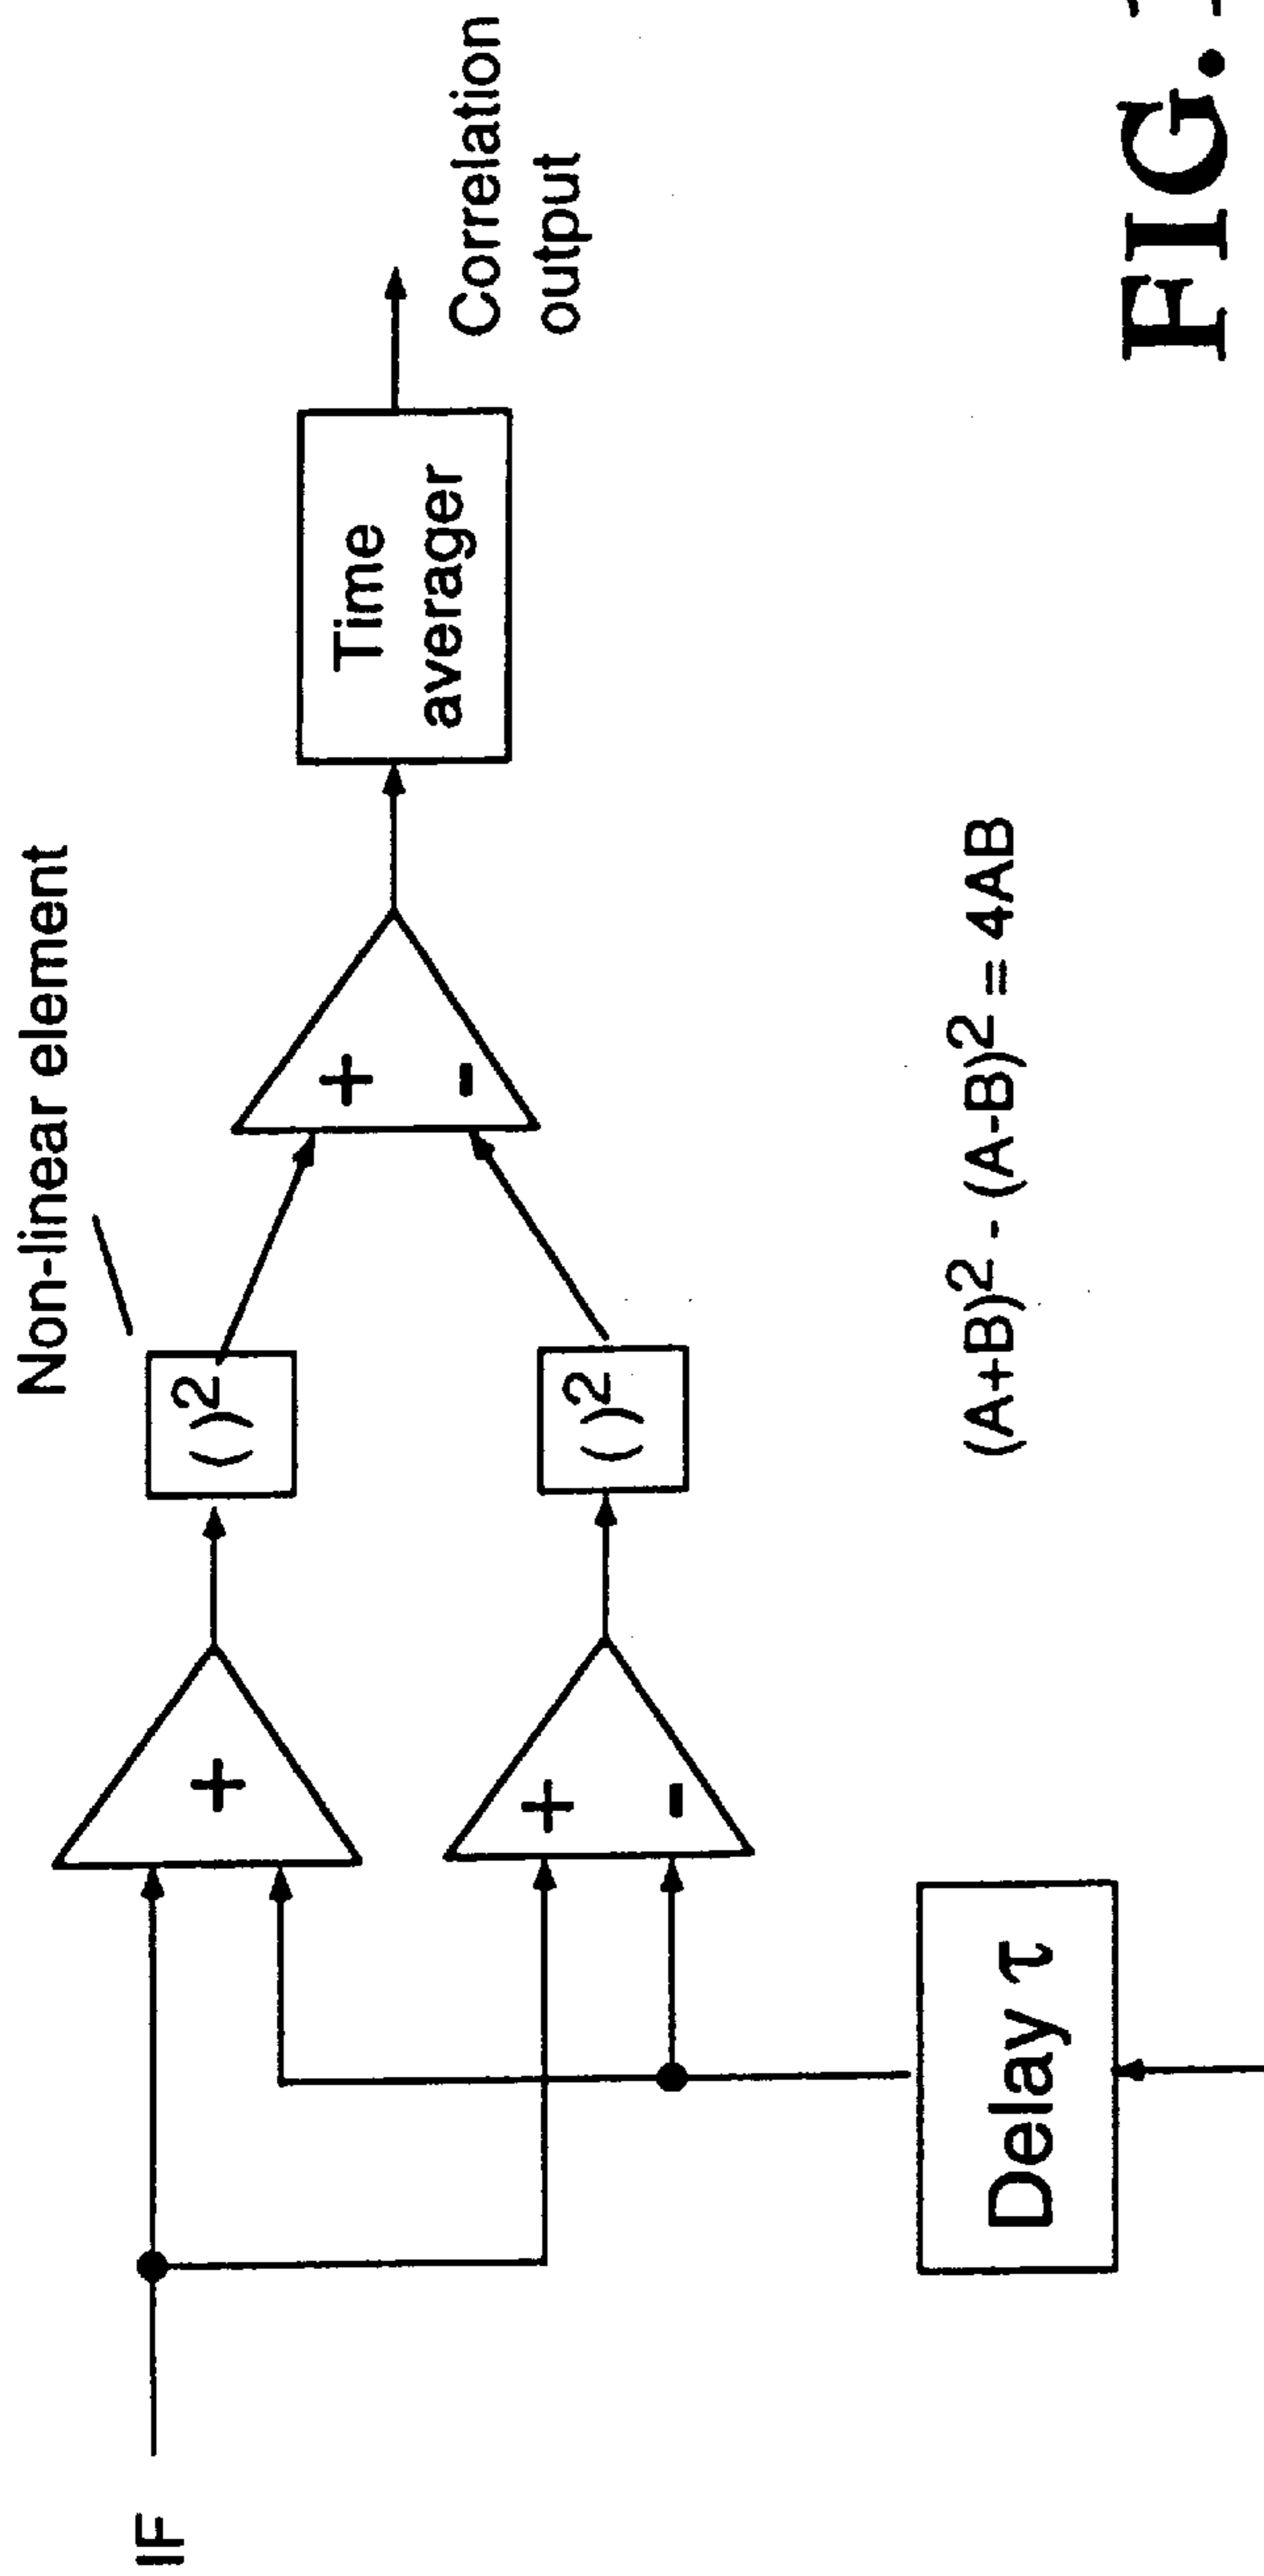 Non-linear element
IF
+
( )²
+
-
( )²
+
-
Time
averager
Correlation
output
Delay τ
(A+B)² - (A-B)² = 4AB
FIG.